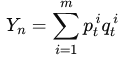 Y_n = \sum_{i=1}^{m} p_t^i q_t^i